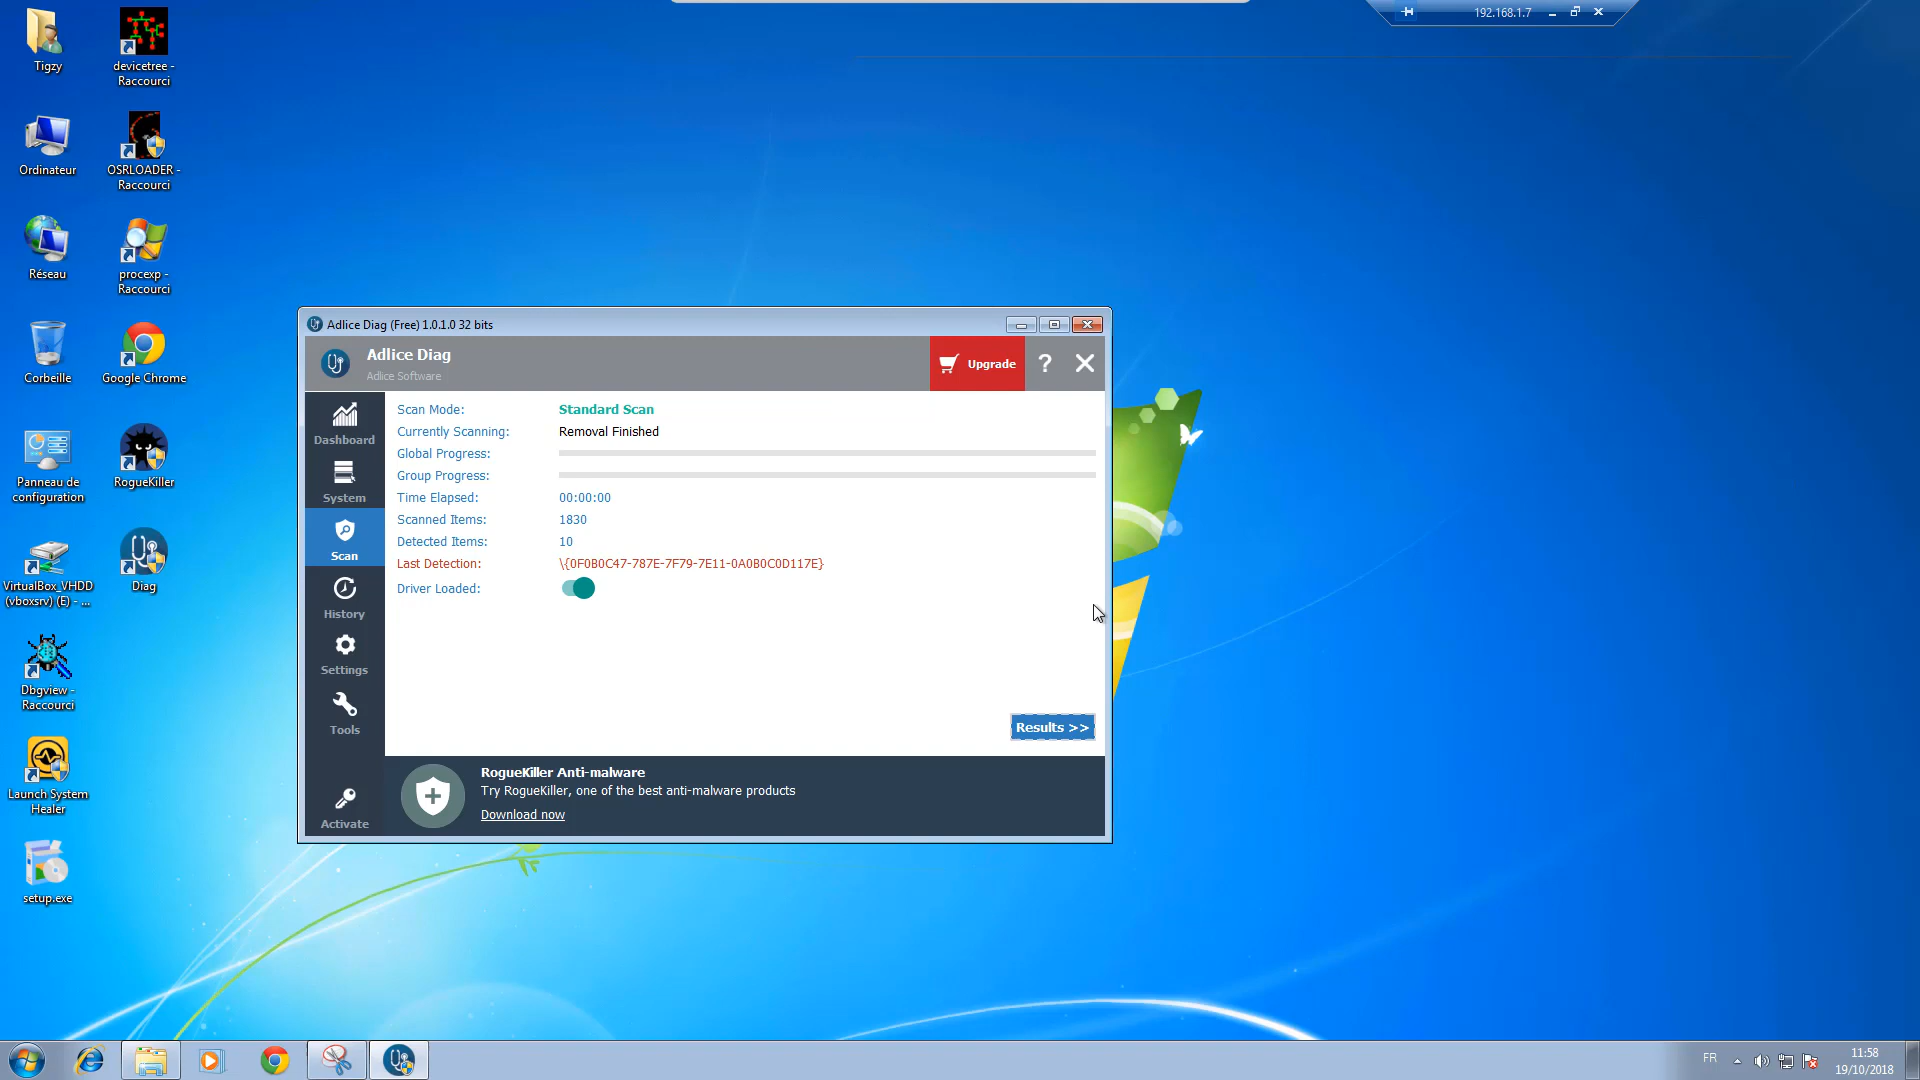 192.168.1.7
Tigzy
devicetree -
Raccourci
Ordinateur
OSRLOADER -
Raccourci
Réseau
procexp -
Raccourci
Corbeille
Google Chrome
Panneau de
configuration
RogueKiller
VirtualBox_VHDD
(vboxsrv) (E) - ...
Diag
Dbgview -
Raccourci
Launch System
Healer
setup.exe
Adlice Diag (Free) 1.0.1.0 32 bits
Adlice Diag
Adlice Software
Upgrade
?
Dashboard
System
Scan
History
Settings
Tools
Activate
Scan Mode: Standard Scan
Currently Scanning: Removal Finished
Global Progress:
Group Progress:
Time Elapsed: 00:00:00
Scanned Items: 1830
Detected Items: 10
Last Detection: \{0F0B0C47-787E-7F79-7E11-0A0B0C0D117E}
Driver Loaded:
Results >>
RogueKiller Anti-malware
Try RogueKiller, one of the best anti-malware products
Download now
FR
11:58
19/10/2018